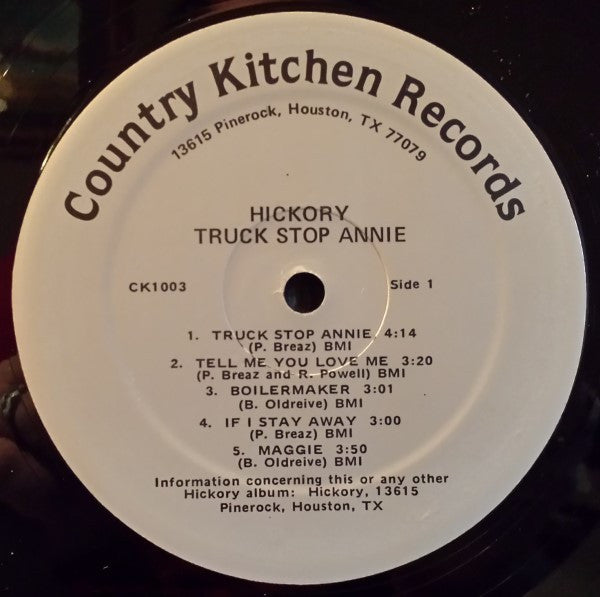 Country Kitchen Records
13615 Pinerock, Houston, TX 77079
HICKORY
TRUCK STOP ANNIE
CK1003 Side 1
1. TRUCK STOP ANNIE 4:14
(P. Breaz) BMI
2. TELL ME YOU LOVE ME 3:20
(P. Breaz and R. Powell) BMI
3. BOILERMAKER 3:01
(B. Oldreive) BMI
4. IF I STAY AWAY 3:00
(P. Breaz) BMI
5. MAGGIE 3:50
(B. Oldreive) BMI
Information concerning this or any other
Hickory album: Hickory, 13615
Pinerock, Houston, TX